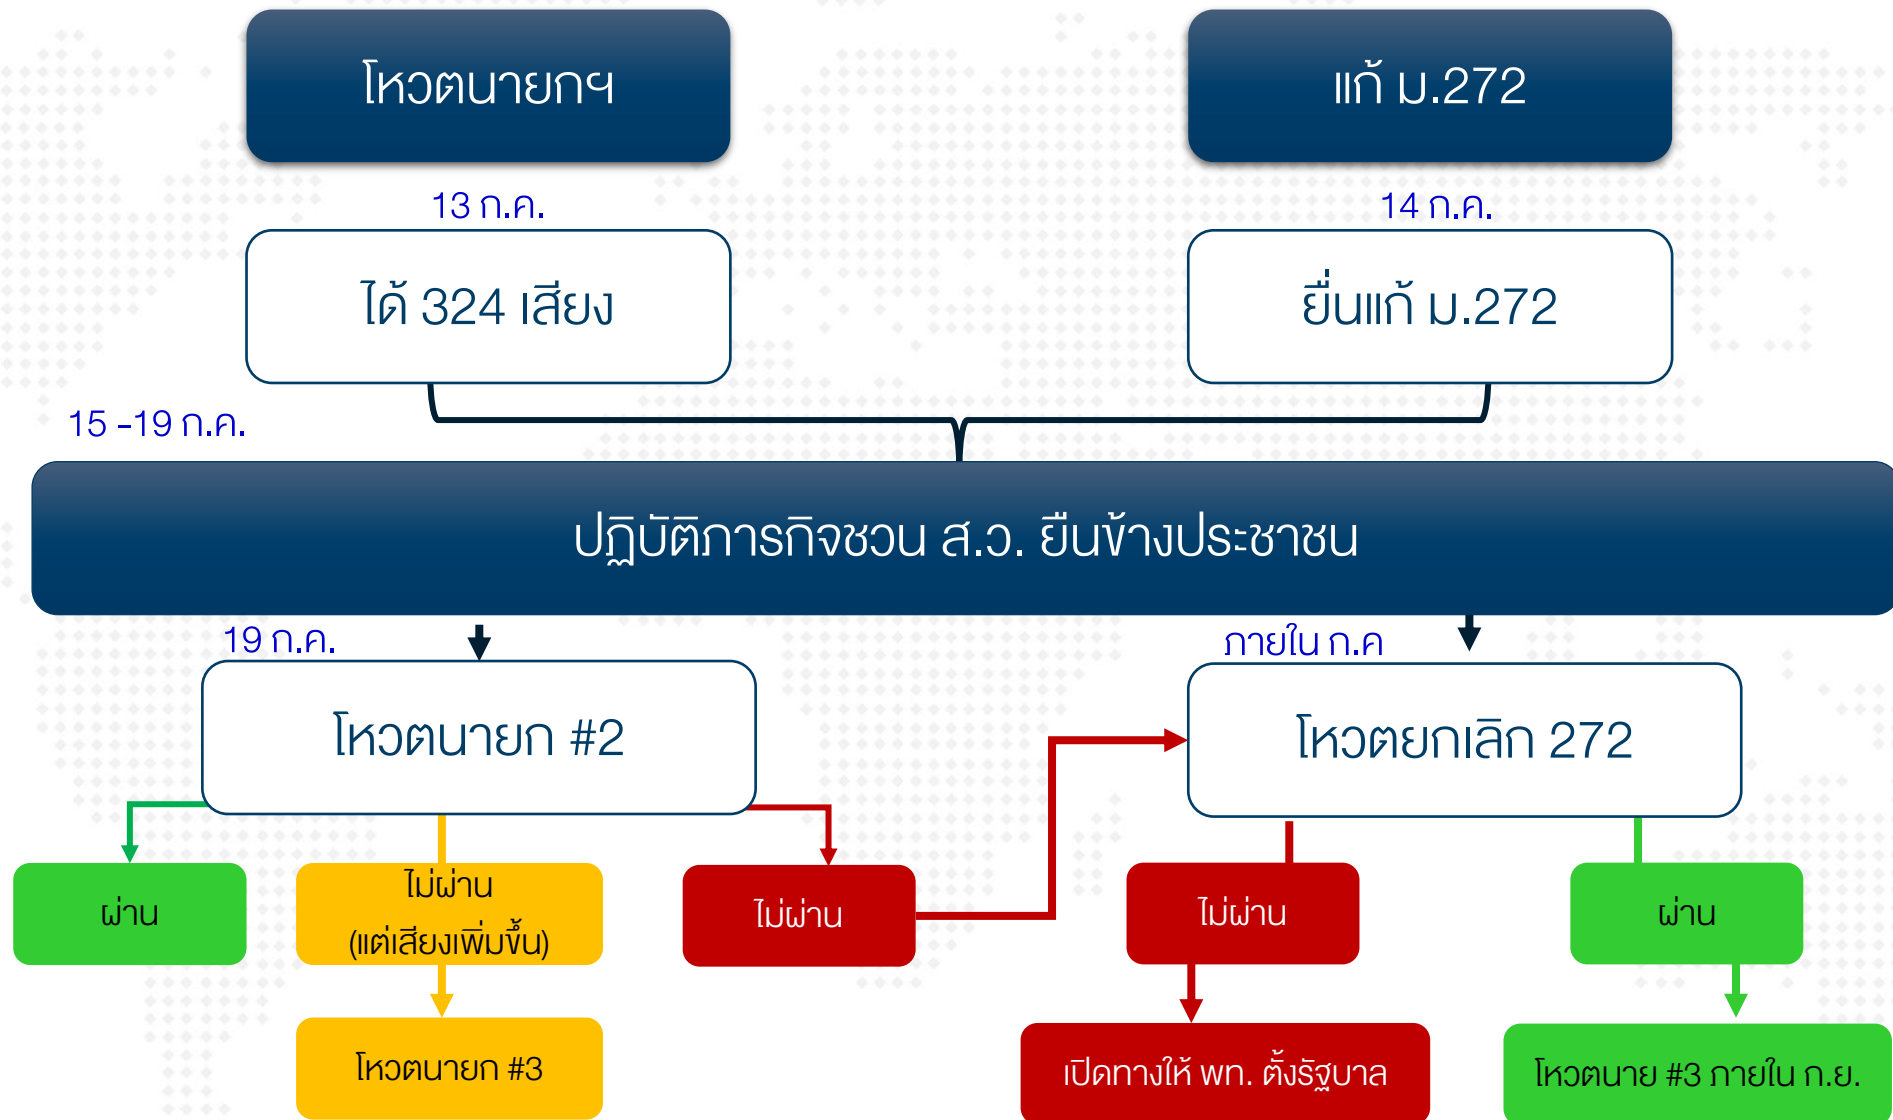 โหวตนายกฯ
แก้ ม.272
13 ก.ค.
14 ก.ค.
ได้ 324 เสียง
ยื่นแก้ ม.272
15 -19 ก.ค.
ปฏิบัติภารกิจชวน ส.ว. ยืนข้างประชาชน
19 ก.ค.
ภายใน ก.ค
โหวตนายก #2
โหวตยกเลิก 272
ผ่าน
ไม่ผ่าน
(แต่เสียงเพิ่มขึ้น)
ไม่ผ่าน
ไม่ผ่าน
ผ่าน
โหวตนายก #3
เปิดทางให้ พท. ตั้งรัฐบาล
โหวตนาย #3 ภายใน ก.ย.